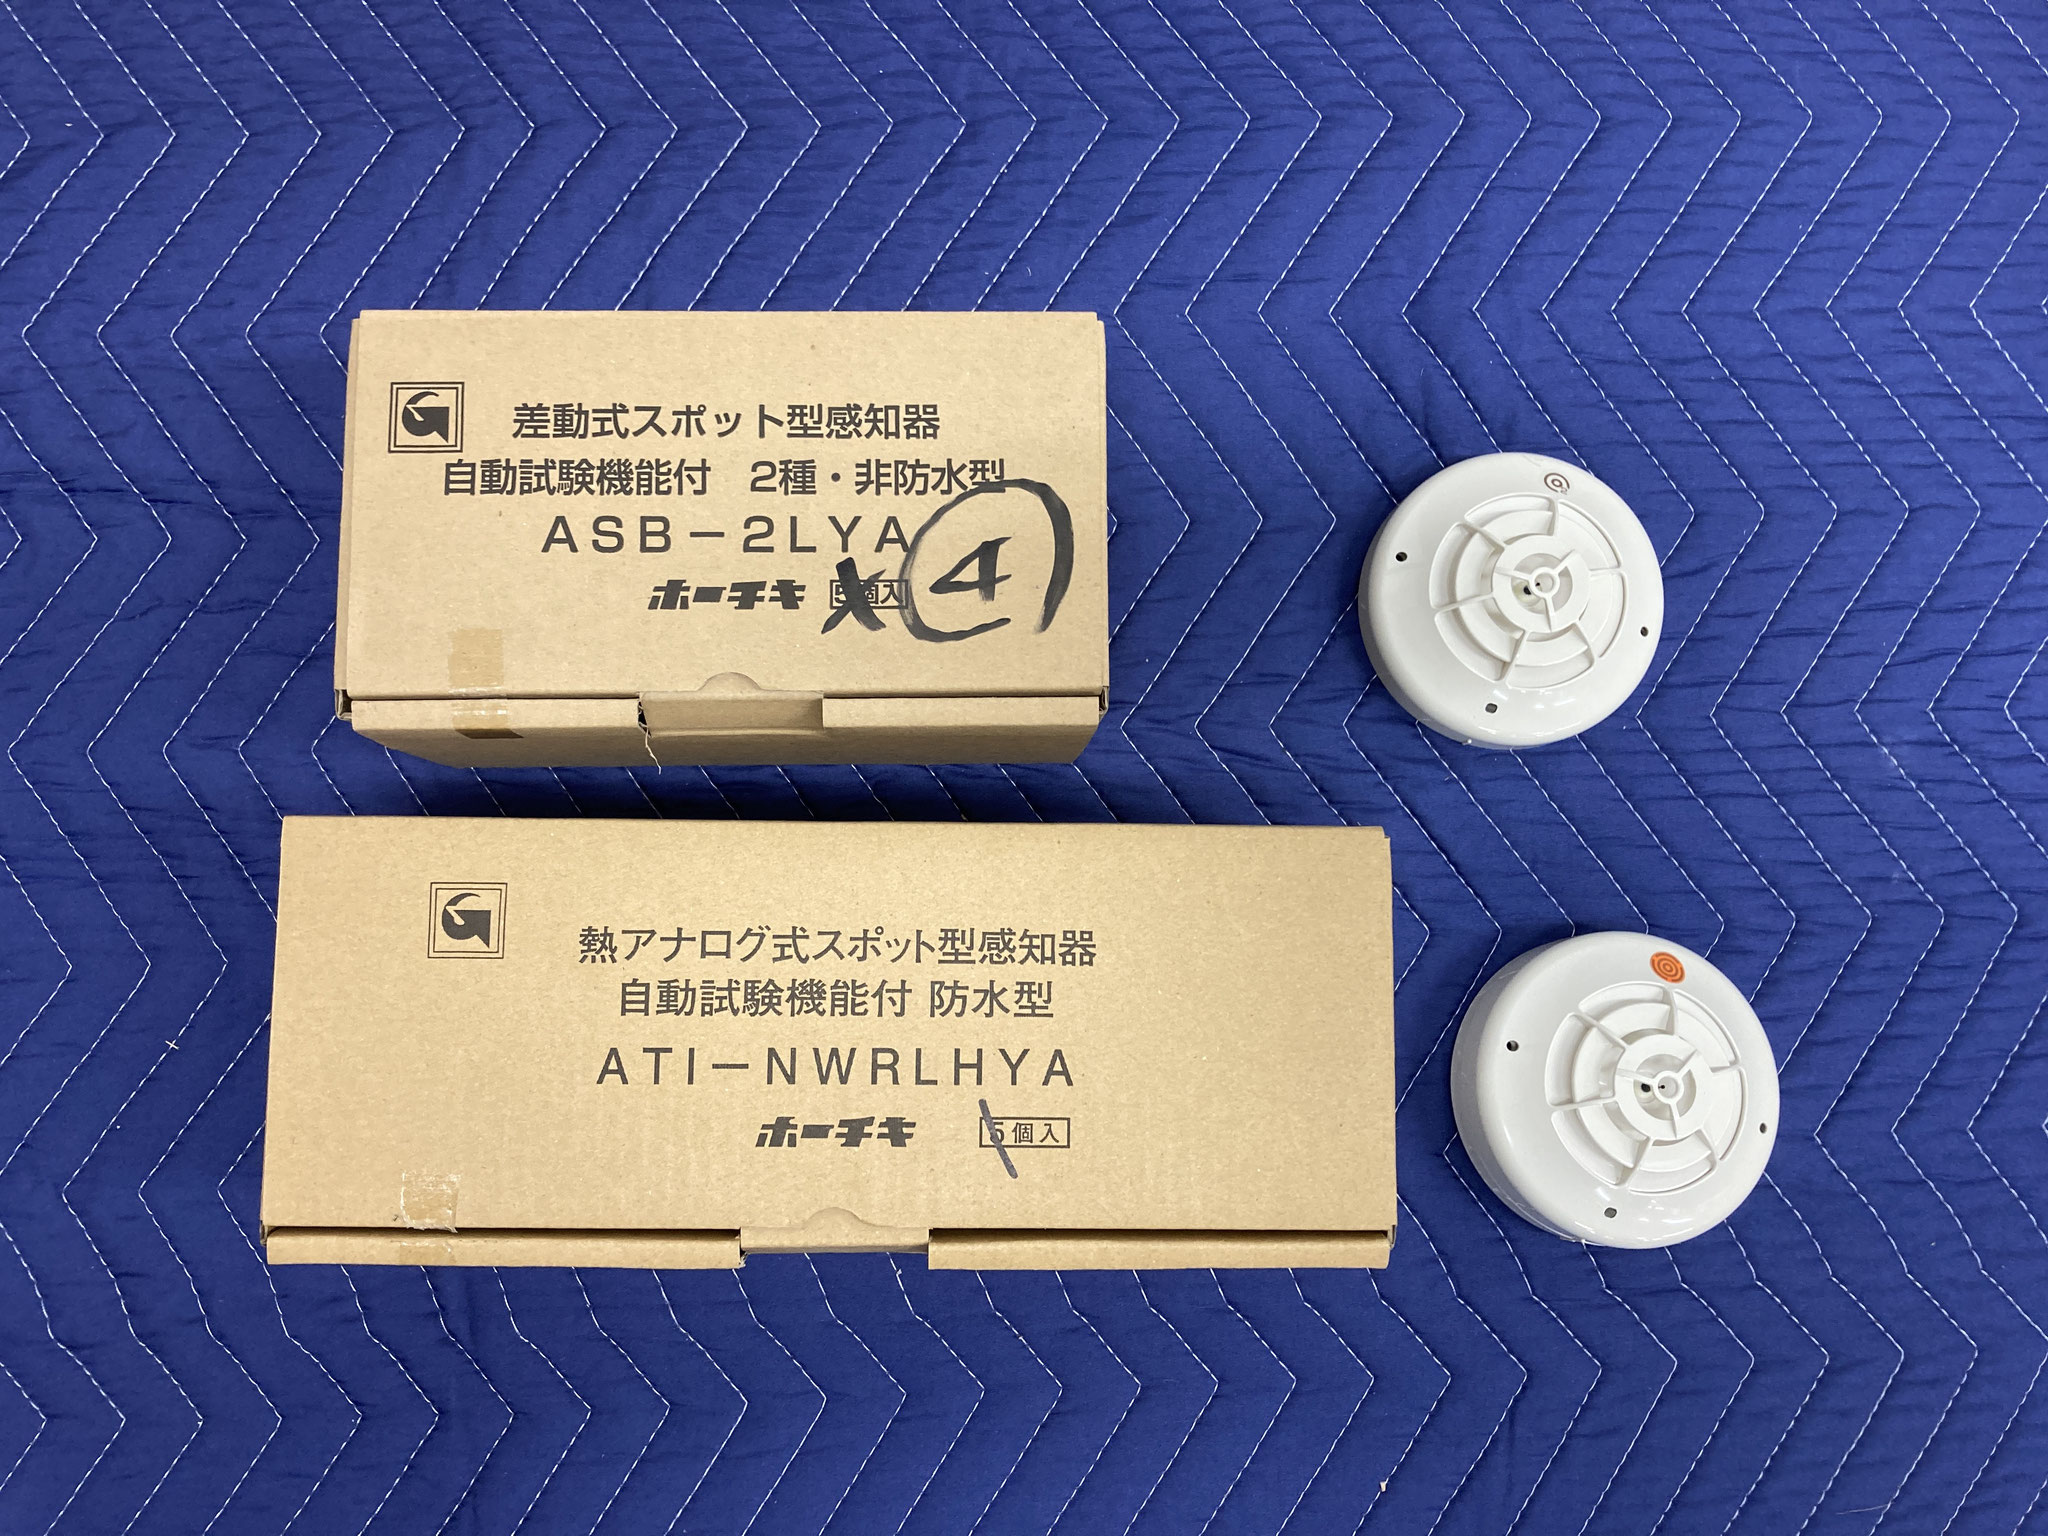 差動式スポット型感知器
自動試験機能付 2種・非防水型
ASB-2LYA
ホーチキ 5個入 4
熱アナログ式スポット型感知器
自動試験機能付 防水型
ATI-NWRLHYA
ホーチキ 5個入